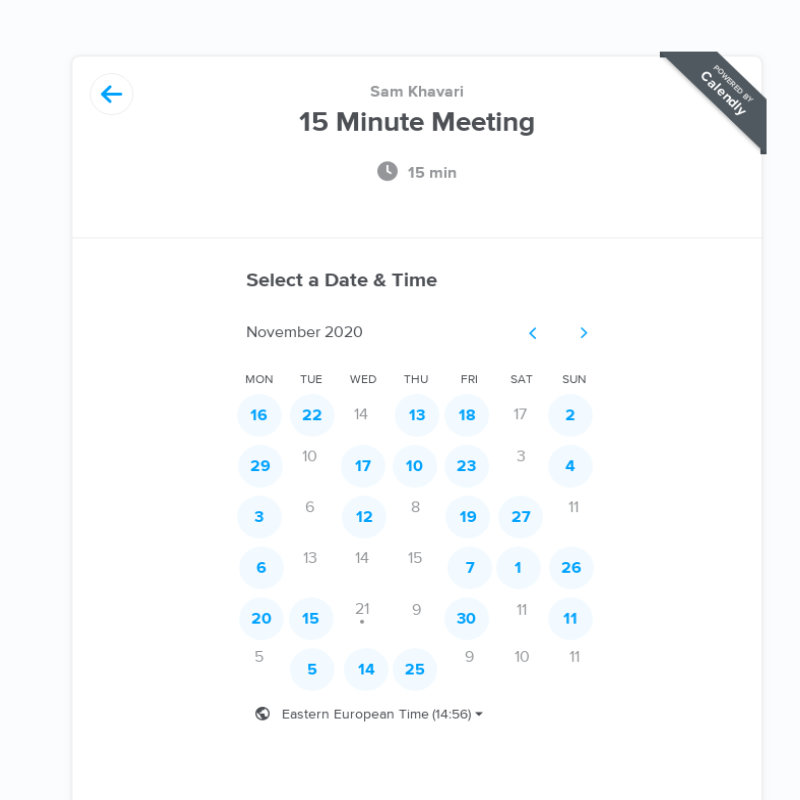 POWERED BY
Calendly
Sam Khavari
15 Minute Meeting
15 min
Select a Date & Time
November 2020
MON TUE WED THU FRI SAT SUN
16 22 14 13 18 17 2
29 10 17 10 23 3 4
3 6 12 8 19 27 11
6 13 14 15 7 1 26
20 15 21 9 30 11 11
5 5 14 25 9 10 11
Eastern European Time (14:56)